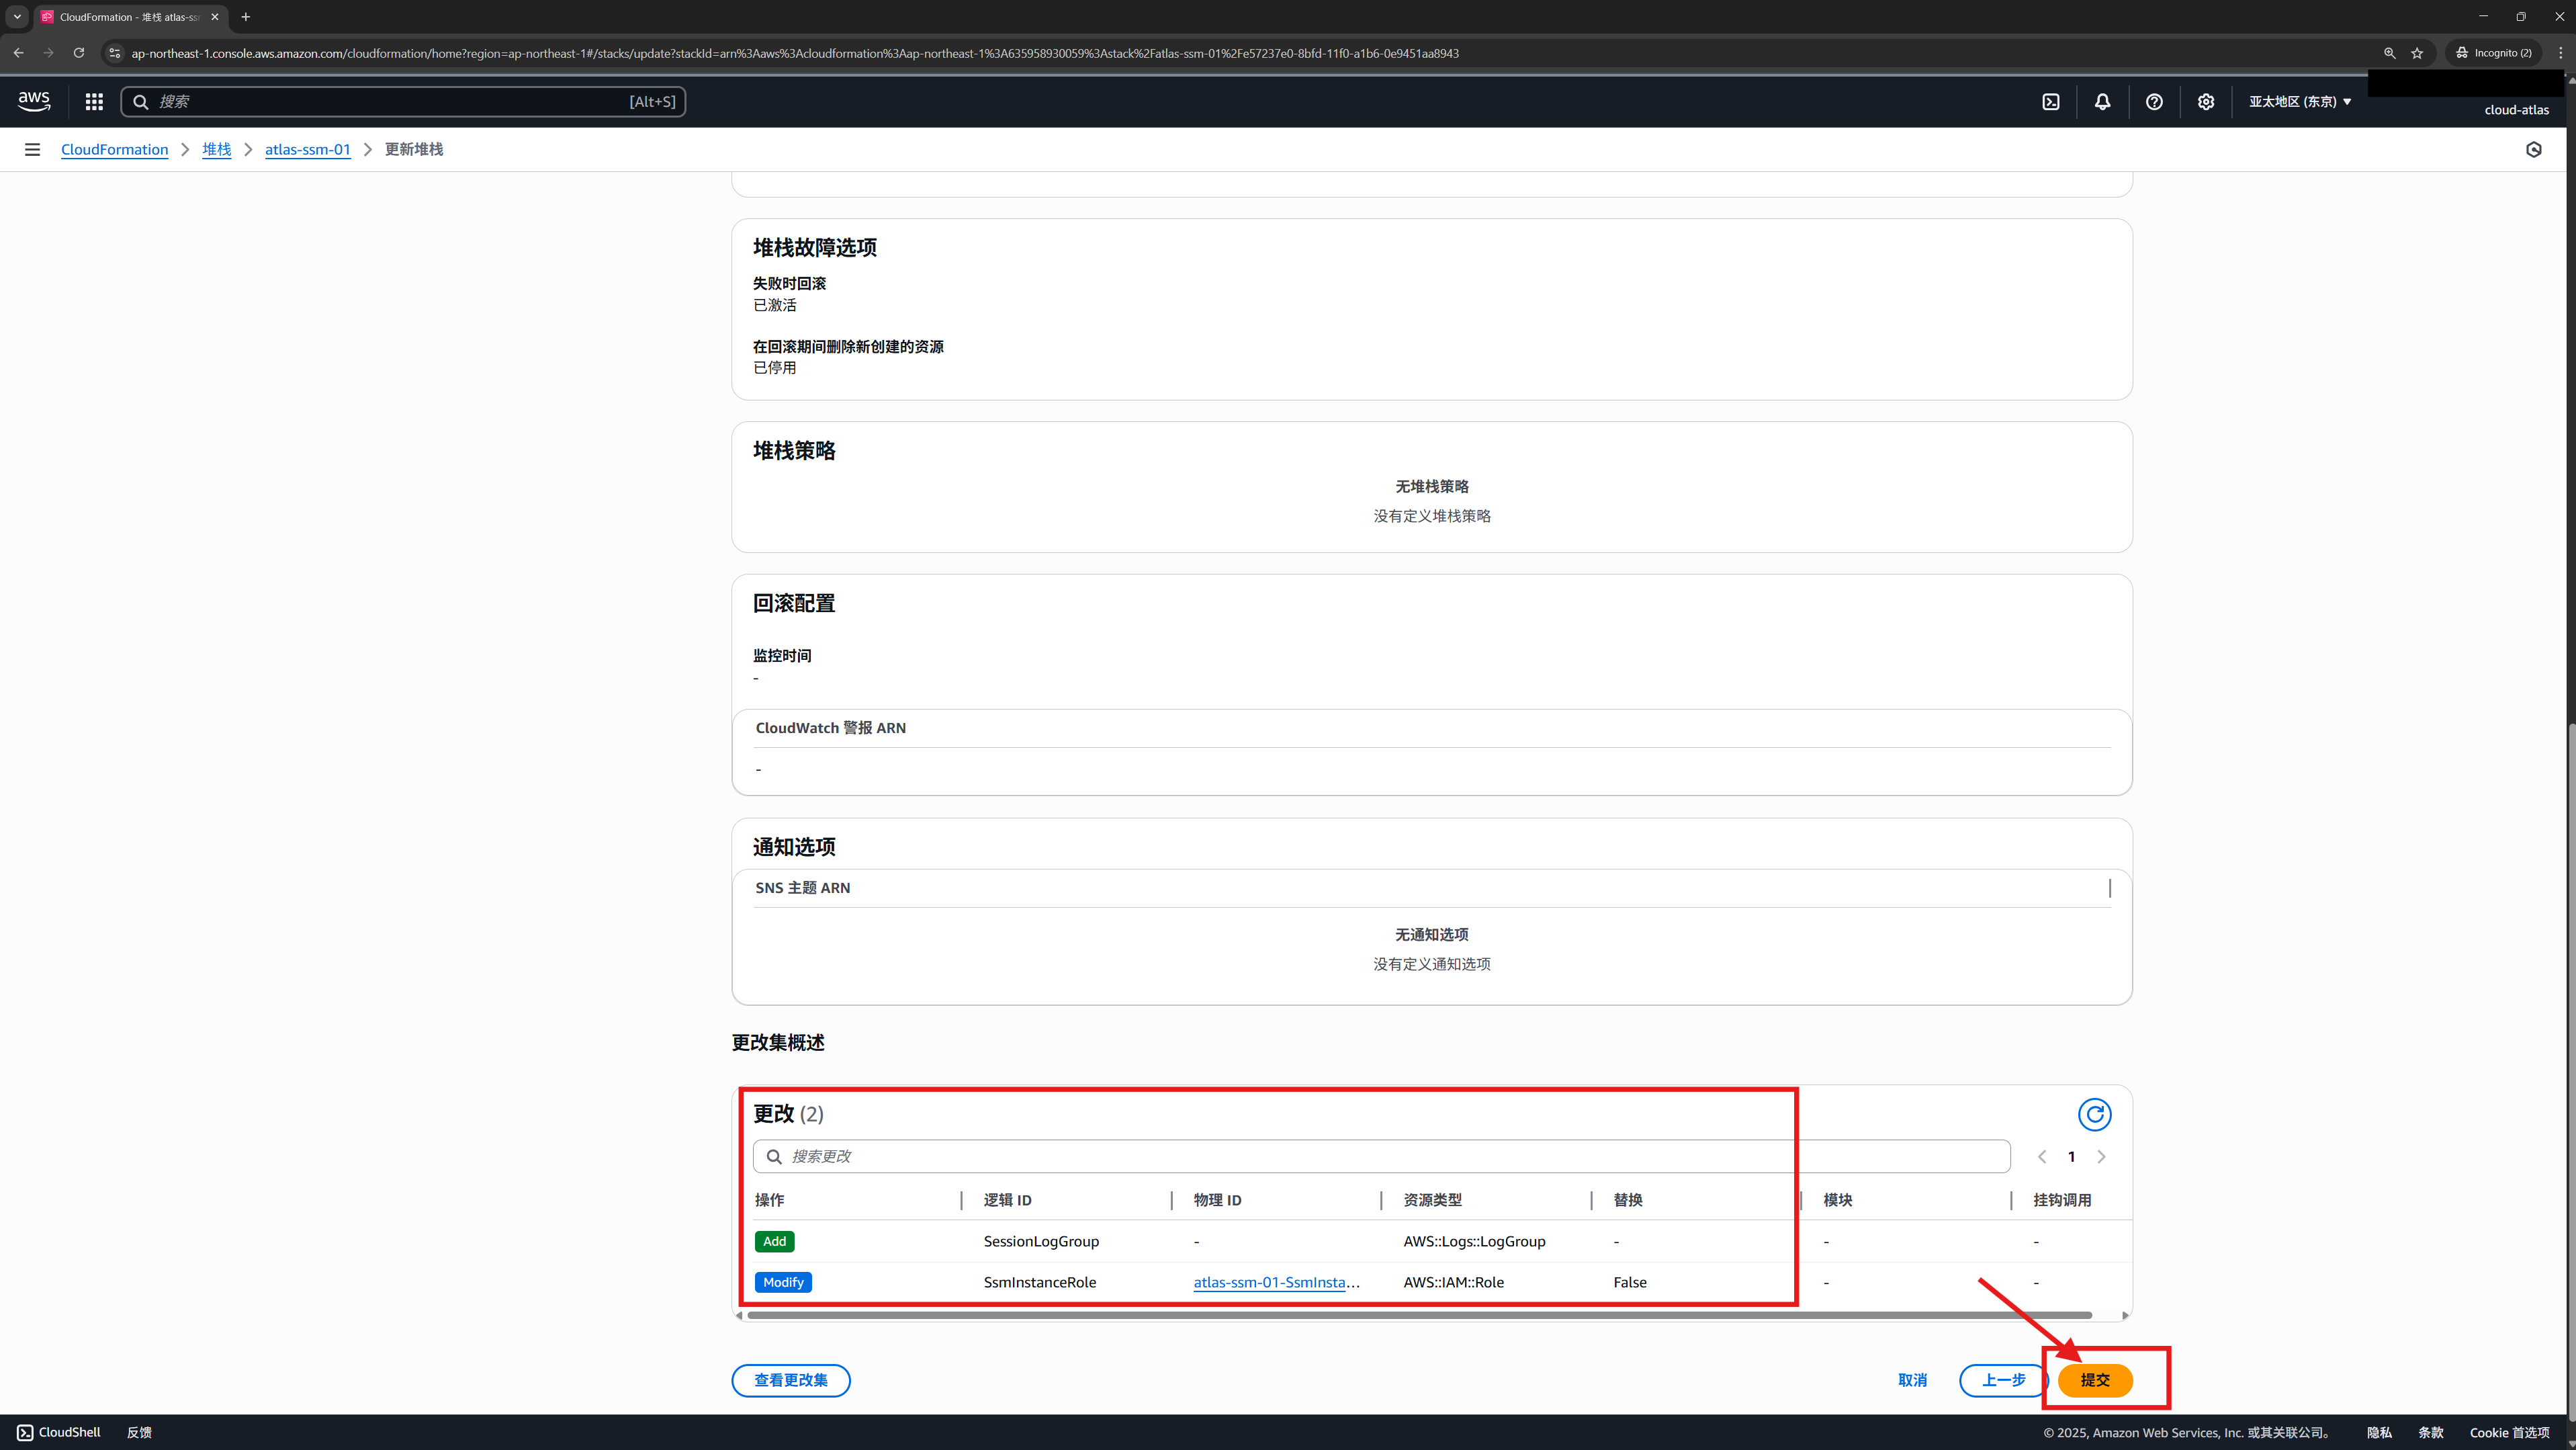 CloudFormation - 堆栈 atlas-ss
ap-northeast-1.console.aws.amazon.com/cloudformation/home?region=ap-northeast-1#/stacks/update?stackId=arn%3Aaws%3Acloudformation%3Aap-northeast-1%3A635958930059%3Astack%2Fatlas-ssm-01%2Fe57237e0-8bfd-11f0-a1b6-0e9451aa8943
Incognito (2)
aws
搜索
[Alt+S]
亚太地区 (东京)
cloud-atlas
CloudFormation
堆栈
atlas-ssm-01
更新堆栈
堆栈故障选项
失败时回滚
已激活
在回滚期间删除新创建的资源
已停用
堆栈策略
无堆栈策略
没有定义堆栈策略
回滚配置
监控时间
-
CloudWatch 警报 ARN
-
通知选项
SNS 主题 ARN
无通知选项
没有定义通知选项
更改集概述
更改 (2)
搜索更改
1
操作 逻辑 ID 物理 ID 资源类型 替换 模块 挂钩调用
Add SessionLogGroup - AWS::Logs::LogGroup - - -
Modify SsmInstanceRole atlas-ssm-01-SsmInsta... AWS::IAM::Role False - -
查看更改集
取消
上一步
提交
CloudShell
反馈
© 2025, Amazon Web Services, Inc. 或其关联公司。
隐私
条款
Cookie 首选项